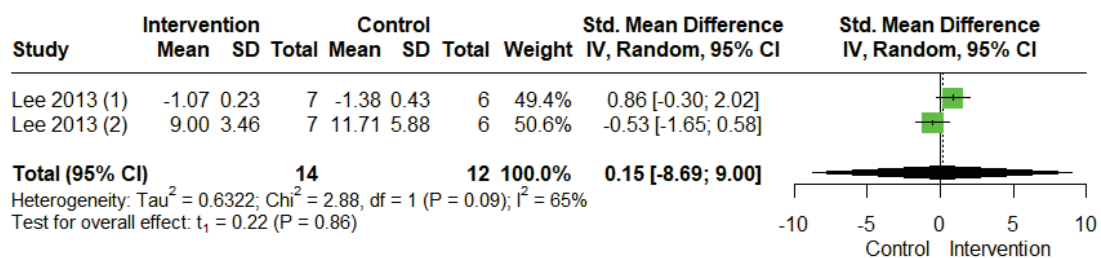 Intervention Control Std. Mean Difference Std. Mean Difference
Study Mean SD Total Mean SD Total Weight IV, Random, 95% CI IV, Random, 95% CI
Lee 2013 (1) -1.07 0.23 7 -1.38 0.43 6 49.4% 0.86 [-0.30; 2.02]
Lee 2013 (2) 9.00 3.46 7 11.71 5.88 6 50.6% -0.53 [-1.65; 0.58]
Total (95% CI) 14 12 100.0% 0.15 [-8.69; 9.00]
Heterogeneity: Tau² = 0.6322; Chi² = 2.88, df = 1 (P = 0.09); I² = 65%
Test for overall effect: t₁ = 0.22 (P = 0.86)
-10 -5 0 5 10
Control Intervention